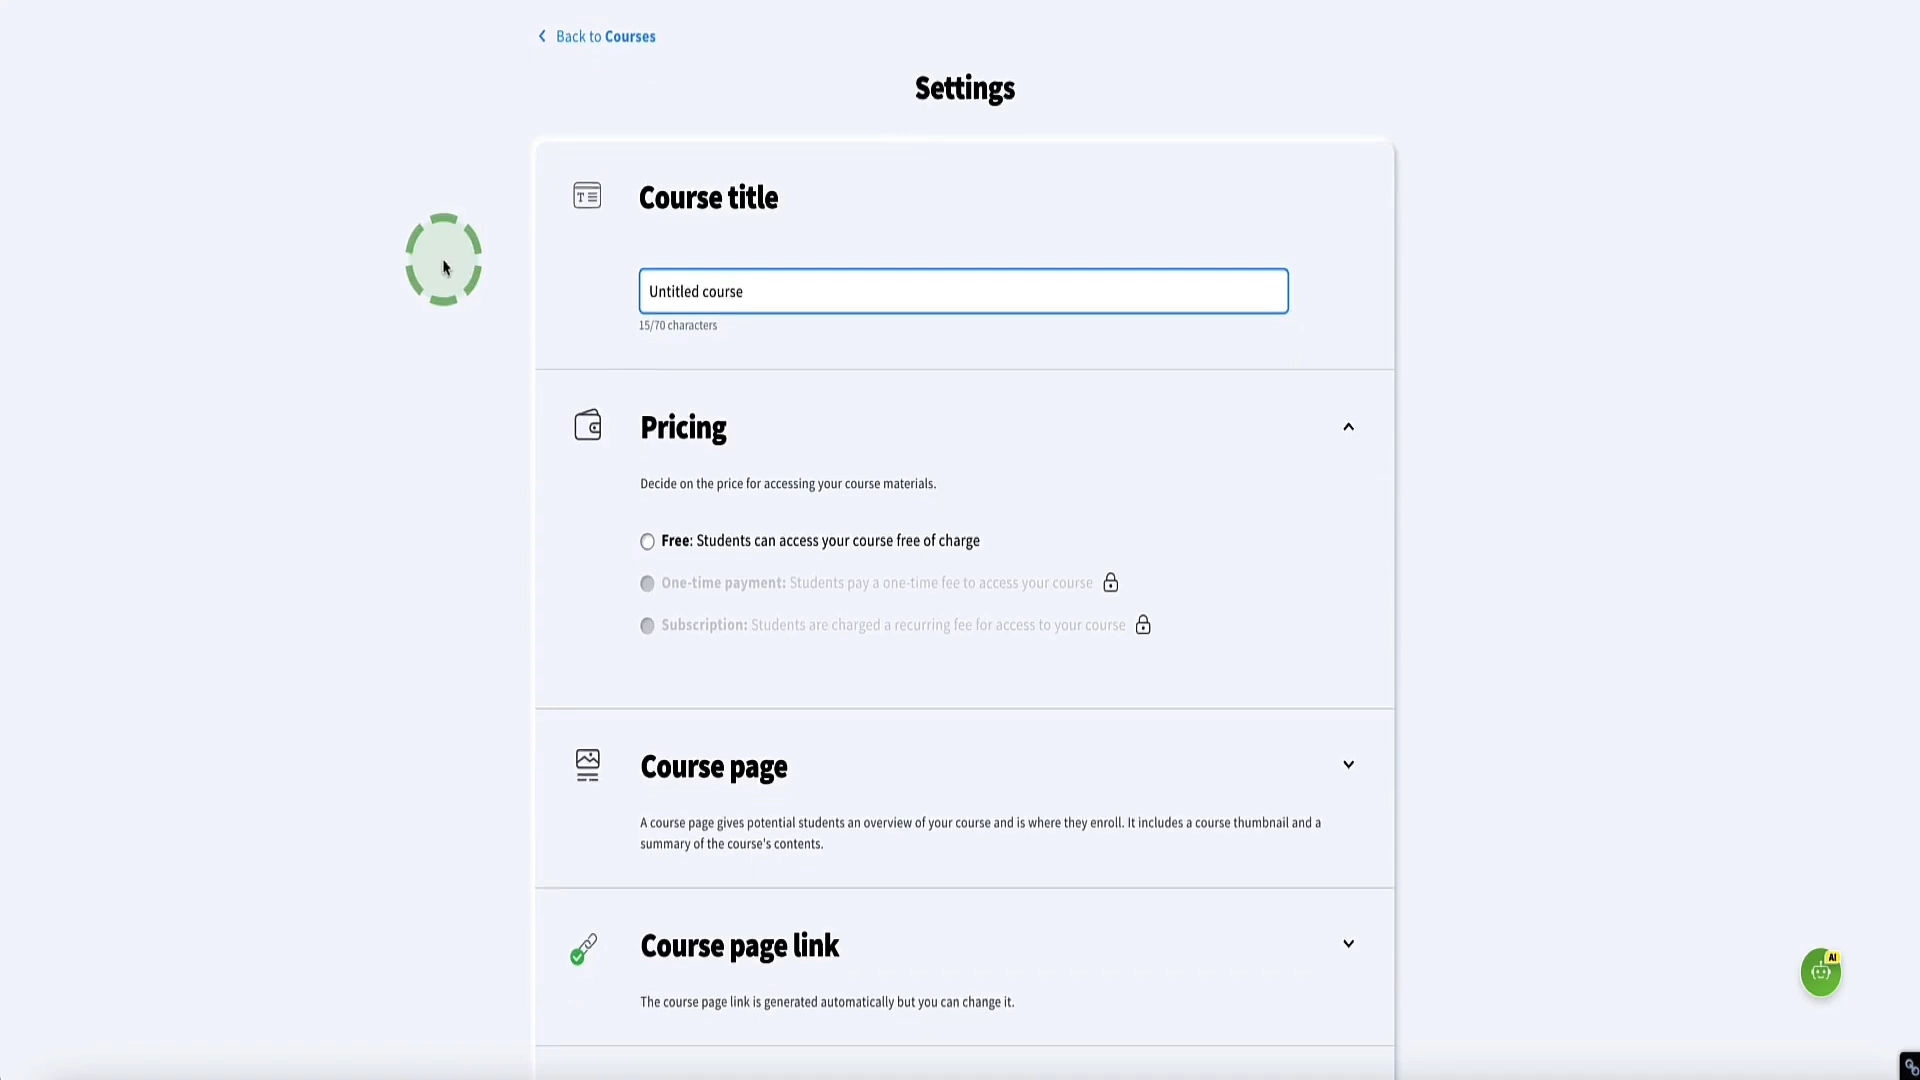 Back to Courses
Settings
Course title
Untitled course
15/70 characters
Pricing
Decide on the price for accessing your course materials.
Free: Students can access your course free of charge
One-time payment: Students pay a one-time fee to access your course
Subscription: Students are charged a recurring fee for access to your course
Course page
A course page gives potential students an overview of your course and is where they enroll. It includes a course thumbnail and a
summary of the course's contents.
Course page link
The course page link is generated automatically but you can change it.
AI